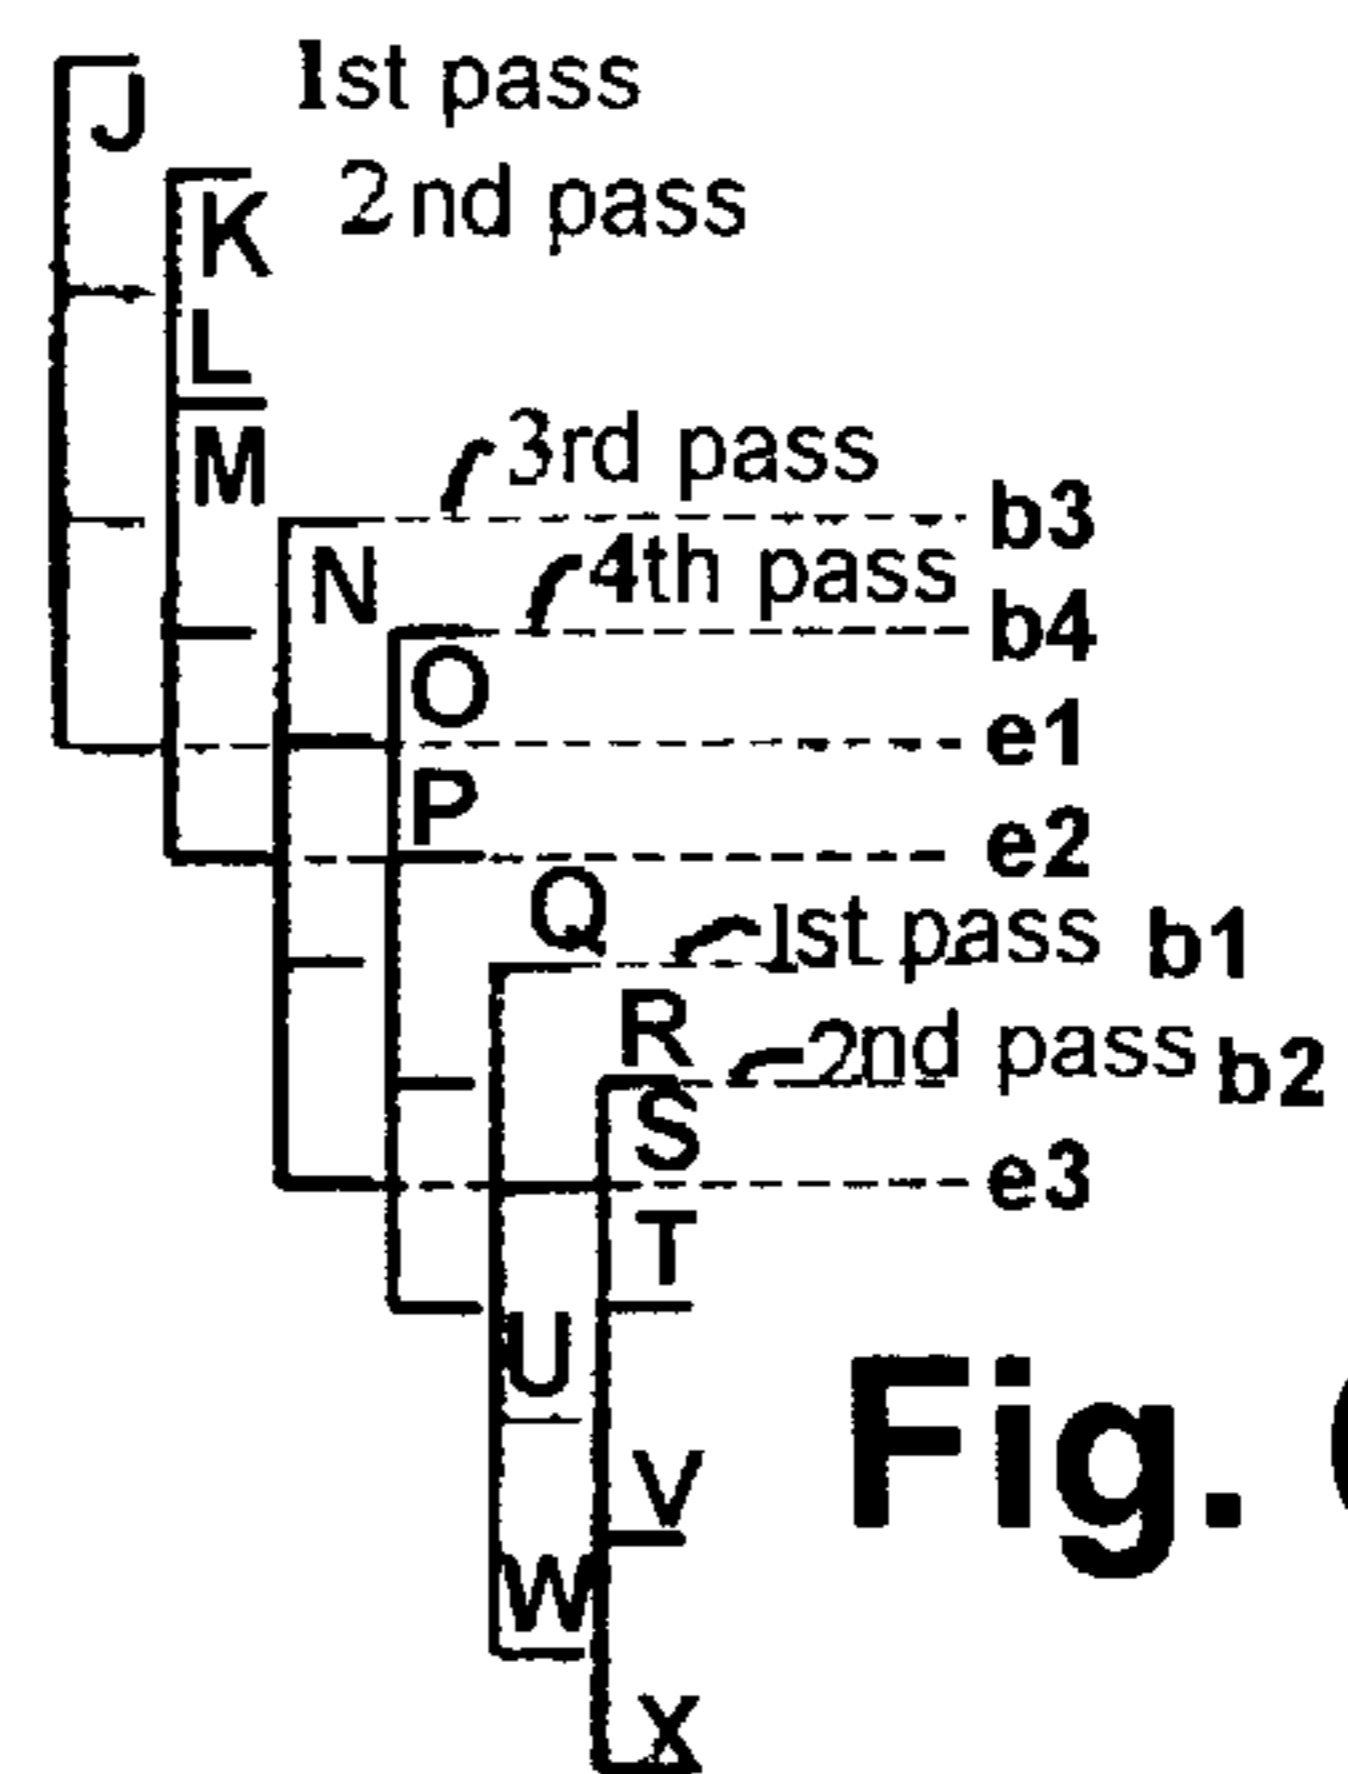 J 1st pass
K 2nd pass
L
M
3rd pass
b3
N 4th pass
b4
O
e1
P
e2
Q 1st pass b1
R
2nd pass b2
S
e3
T
U
Fig.
V
W
X